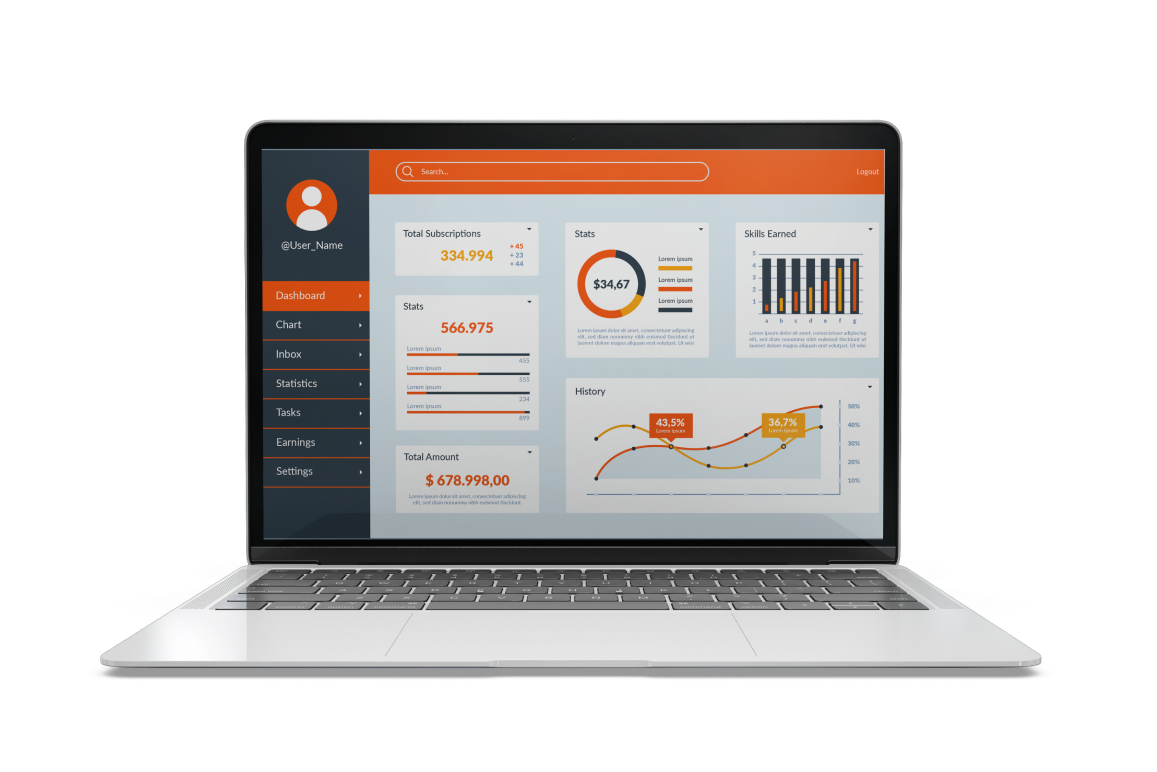 Search...
Logout
@User_Name
Dashboard
Chart
Inbox
Statistics
Tasks
Earnings
Settings
Total Subscriptions
334.994
+ 45
+ 23
+ 44
Stats
566.975
Lorem ipsum
455
Lorem ipsum
555
Lorem ipsum
234
Lorem ipsum
899
Total Amount
$ 678.998,00
Lorem ipsum dolor sit amet, consectetuer adipiscing
elit, sed diam nonummy nibh euismod tincidunt.
Stats
$34,67
Lorem ipsum
Lorem ipsum
Lorem ipsum
Lorem ipsum dolor sit amet, consectetuer adipiscing
elit, sed diam nonummy nibh euismod tincidunt ut
laoreet dolore magna aliquam erat volutpat. Ut wisi
Skills Earned
5
4
3
2
1
a b c d e f g
Lorem ipsum dolor sit amet, consectetuer adipiscing
elit, sed diam nonummy nibh euismod tincidunt ut
laoreet dolore magna aliquam erat volutpat. Ut wisi
History
43,5%
Lorem ipsum
36,7%
Lorem ipsum
50%
40%
30%
20%
10%